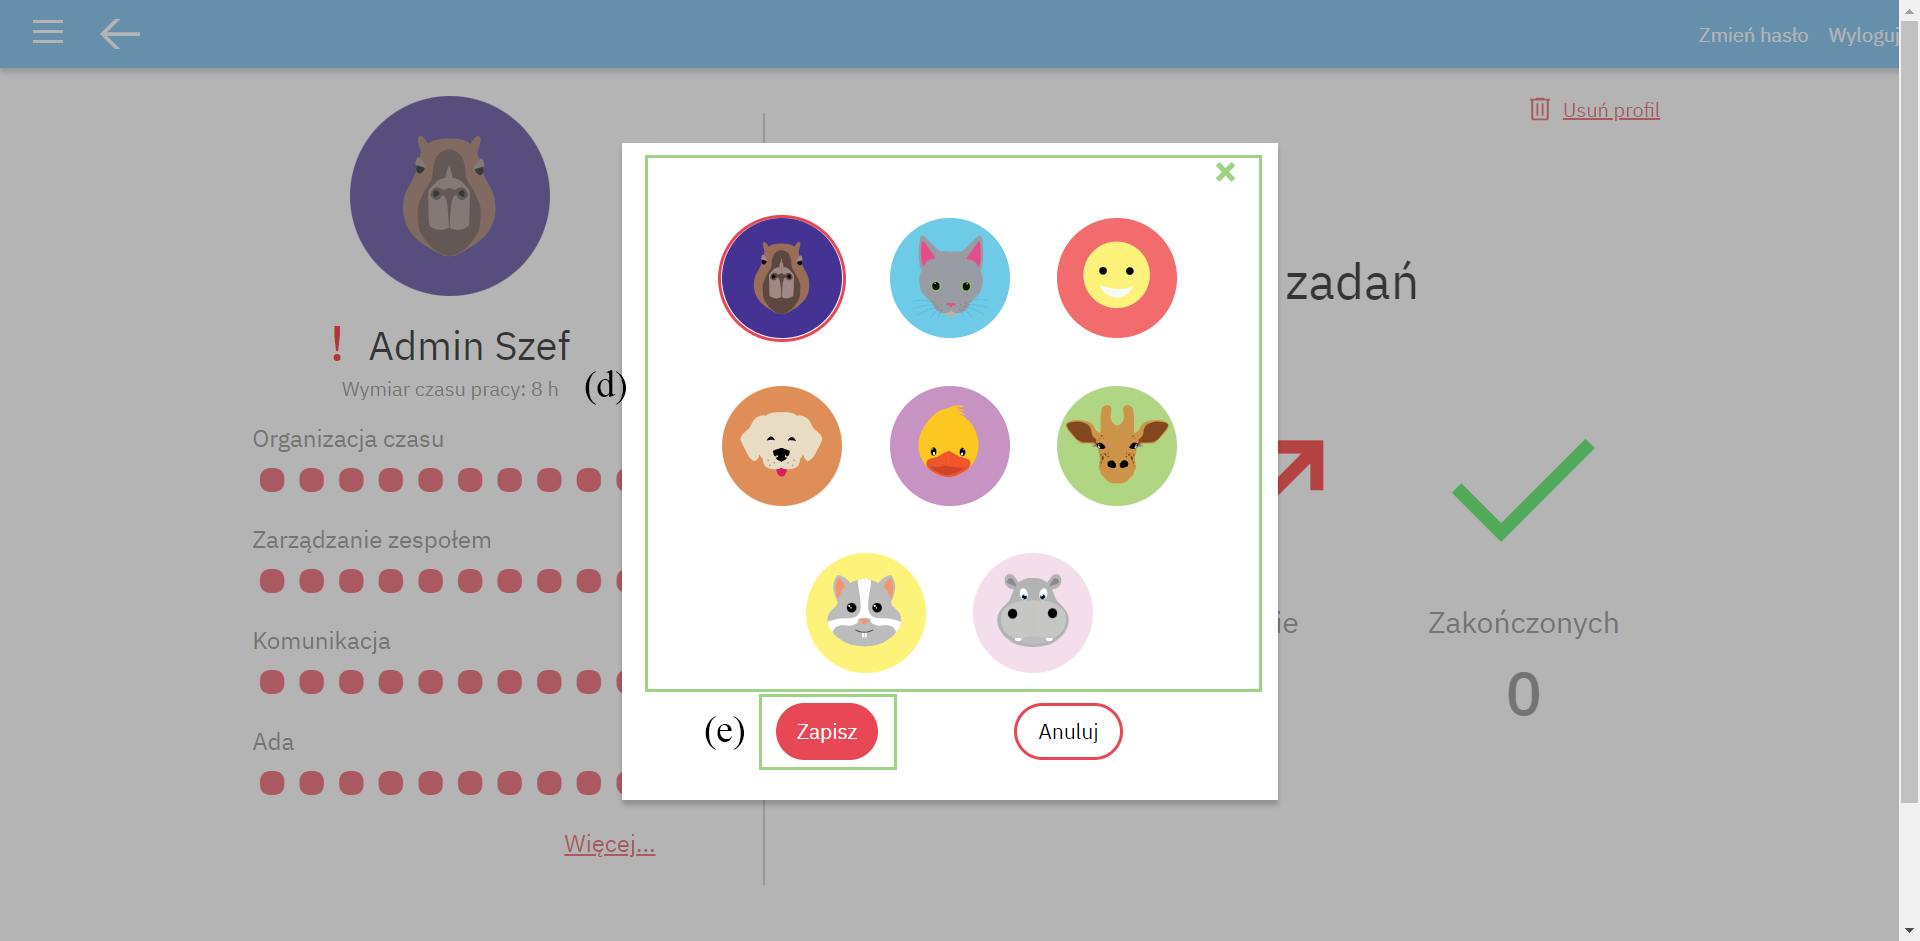 Zmień hasło Wyloguj
Usuń profil
zadań
! Admin Szef
Wymiar czasu pracy: 8 h
(d)
Organizacja czasu
Zarządzanie zespołem
Komunikacja
Ada
Więcej...
(e)
Zapisz
Anuluj
ie
Zakończonych
0